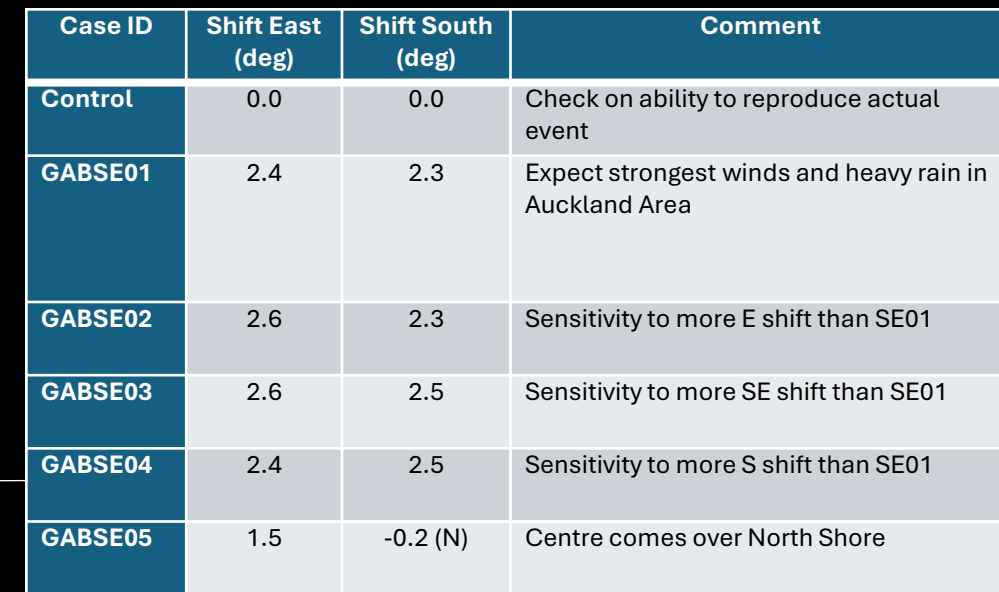 Case ID Shift East (deg) Shift South (deg) Comment
Control 0.0 0.0 Check on ability to reproduce actual event
GABSE01 2.4 2.3 Expect strongest winds and heavy rain in Auckland Area
GABSE02 2.6 2.3 Sensitivity to more E shift than SE01
GABSE03 2.6 2.5 Sensitivity to more SE shift than SE01
GABSE04 2.4 2.5 Sensitivity to more S shift than SE01
GABSE05 1.5 -0.2 (N) Centre comes over North Shore